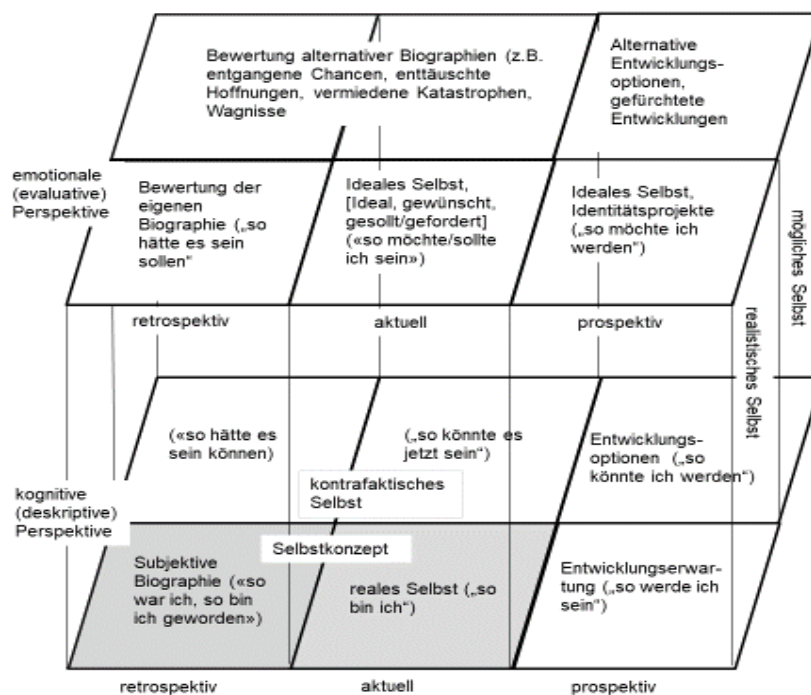 Bewertung alternativer Biographien (z.B.
entgangene Chancen, enttäuschte
Hoffnungen, vermiedene Katastrophen,
Wagnisse
Alternative
Entwicklungs-
optionen,
gefürchtete
Entwicklungen
emotionale
(evaluative)
Perspektive
Bewertung der
eigenen
Biographie („so
hätte es sein
sollen“
Ideales Selbst,
[Ideal, gewünscht,
gesollt/gefordert]
(«so möchte/sollte
ich sein»)
Ideales Selbst,
Identitätsprojekte
(„so möchte ich
werden“)
mögliches Selbst
realistisches Selbst
retrospektiv
aktuell
prospektiv
(«so hätte es
sein können)
(„so könnte es
jetzt sein“)
Entwicklungs-
optionen („so
könnte ich werden“)
kontrafaktisches
Selbst
kognitive
(deskriptive)
Perspektive
Selbstkonzept
Subjektive
Biographie («so
war ich, so bin
ich geworden»)
reales Selbst („so
bin ich“)
Entwicklungserwar-
tung („so werde ich
sein“)
retrospektiv
aktuell
prospektiv